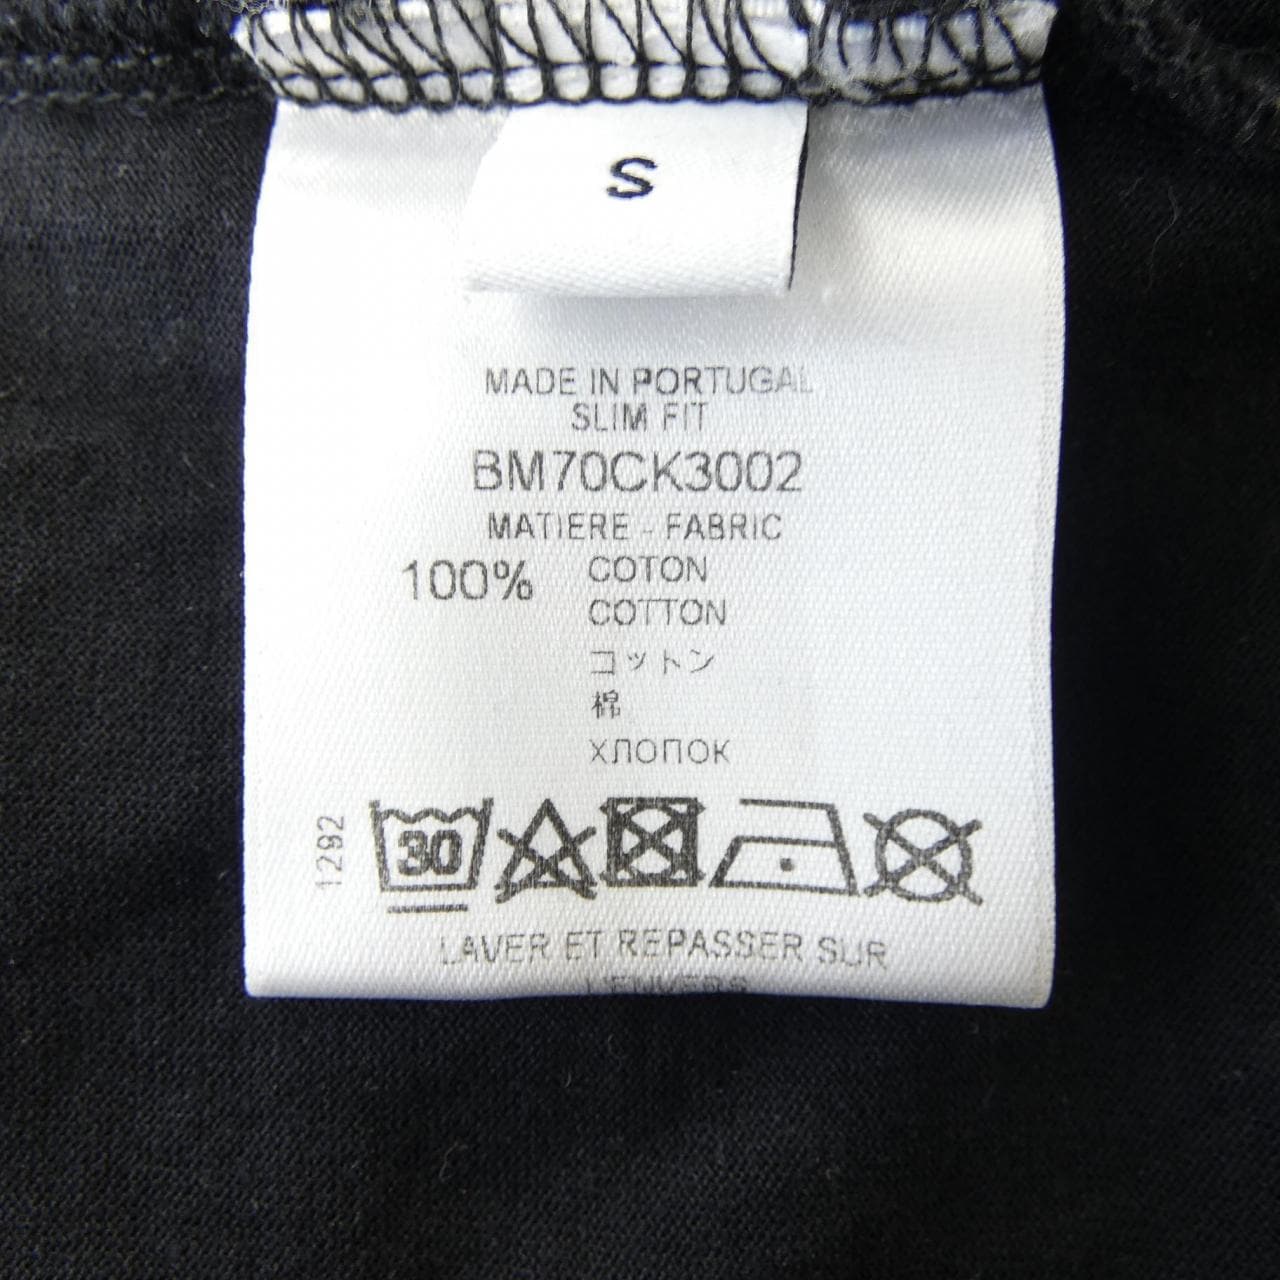 S
MADE IN PORTUGAL
SLIM FIT
BM70CK3002
MATIERE - FABRIC
100% COTON
COTTON
コットン
棉
ХЛОПОК
1292
30
LAVER ET REPASSER SUR
L'ENVERS